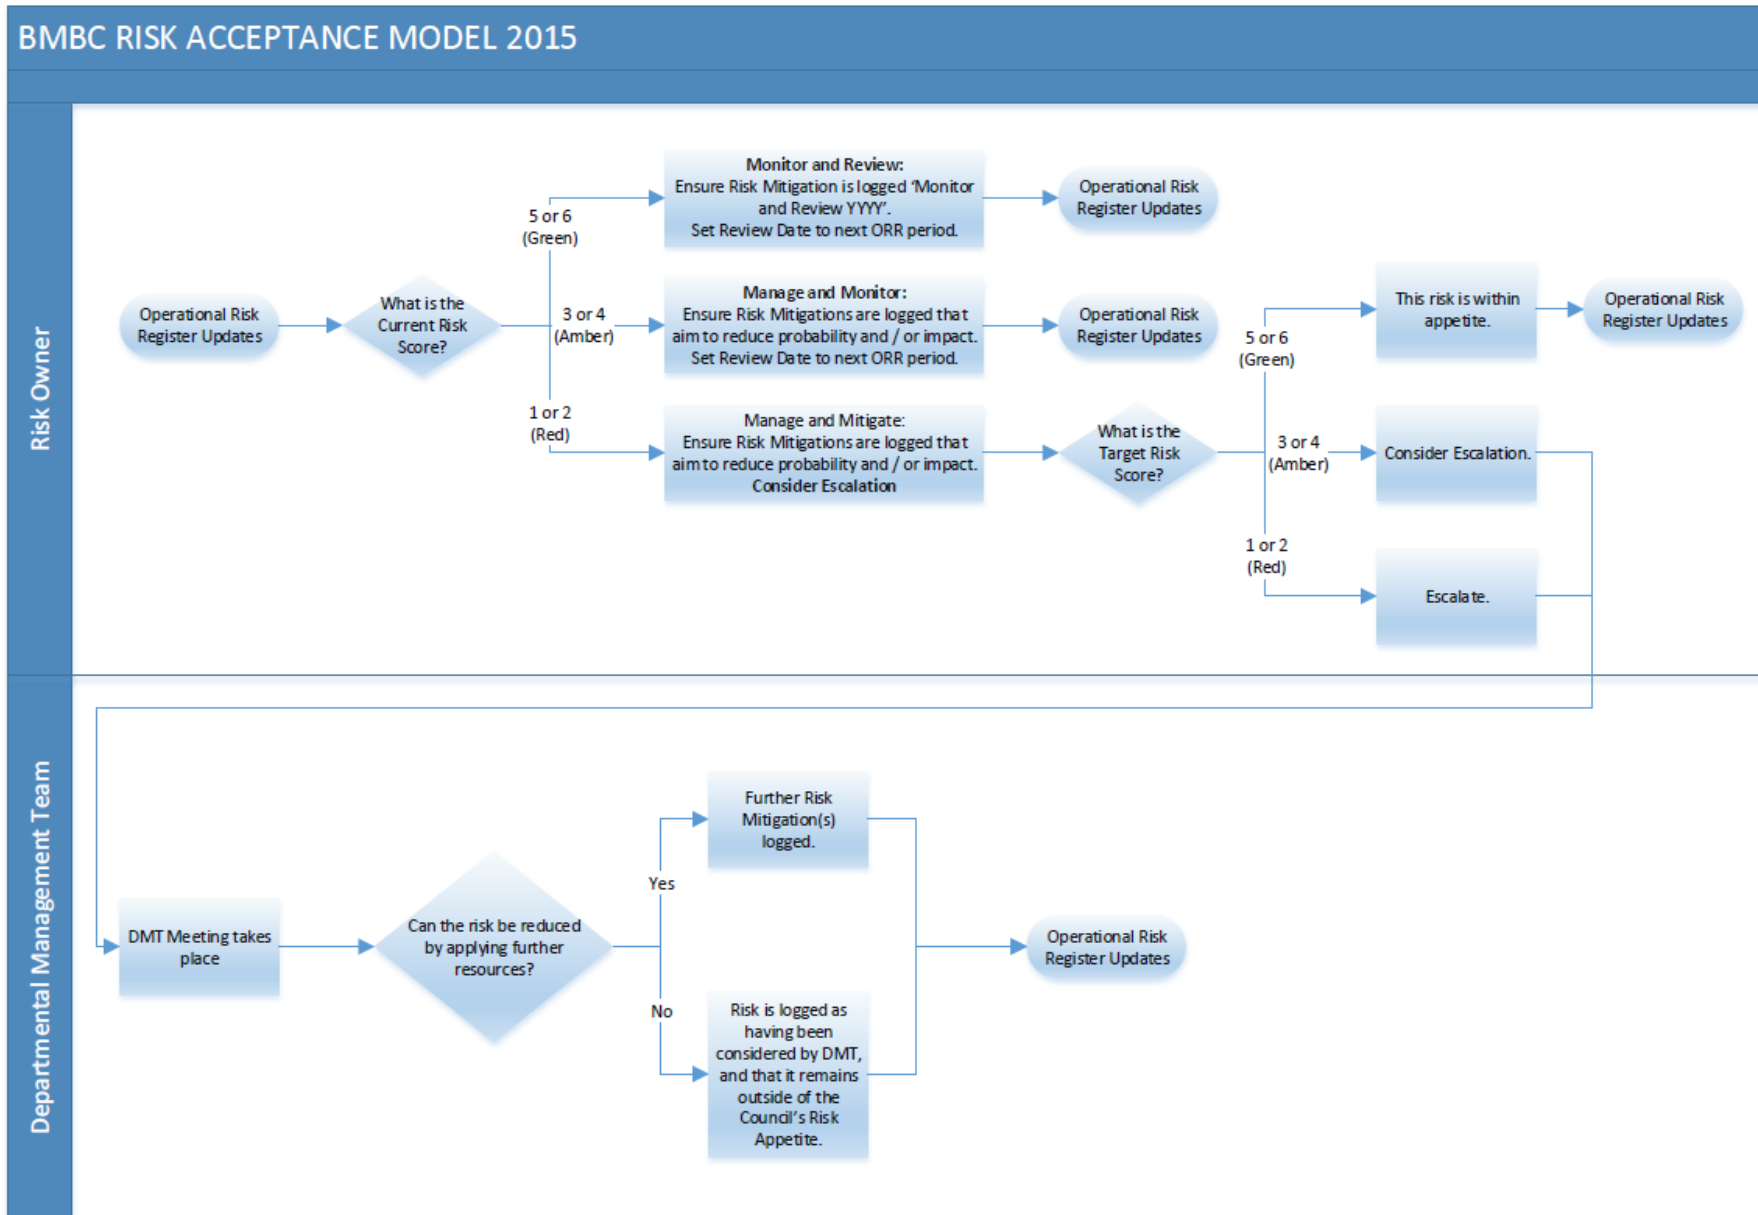 BMBC RISK ACCEPTANCE MODEL 2015
Risk Owner
Operational Risk
Register Updates
What is the
Current Risk
Score?
5 or 6
(Green)
Monitor and Review:
Ensure Risk Mitigation is logged ‘Monitor
and Review YYYY’.
Set Review Date to next ORR period.
Operational Risk
Register Updates
3 or 4
(Amber)
Manage and Monitor:
Ensure Risk Mitigations are logged that
aim to reduce probability and / or impact.
Set Review Date to next ORR period.
Operational Risk
Register Updates
1 or 2
(Red)
Manage and Mitigate:
Ensure Risk Mitigations are logged that
aim to reduce probability and / or impact.
Consider Escalation
What is the
Target Risk
Score?
5 or 6
(Green)
This risk is within
appetite.
Operational Risk
Register Updates
3 or 4
(Amber)
Consider Escalation.
1 or 2
(Red)
Escalate.
Departmental Management Team
DMT Meeting takes
place
Can the risk be reduced
by applying further
resources?
Yes
Further Risk
Mitigation(s)
logged.
No
Risk is logged as
having been
considered by DMT,
and that it remains
outside of the
Council’s Risk
Appetite.
Operational Risk
Register Updates